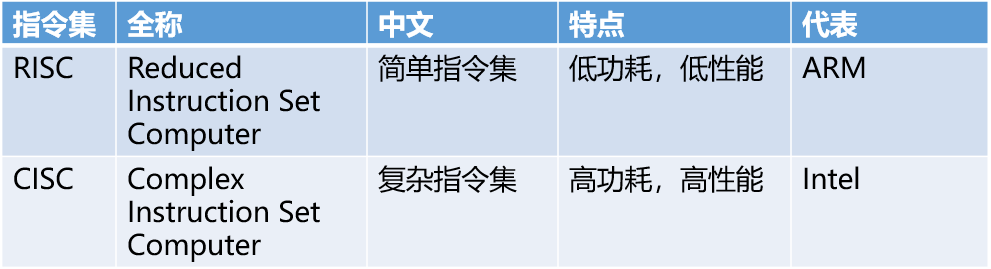 指令集 全称 中文 特点 代表
RISC Reduced 简单指令集 低功耗，低性能 ARM
Instruction Set
Computer
CISC Complex 复杂指令集 高功耗，高性能 Intel
Instruction Set
Computer